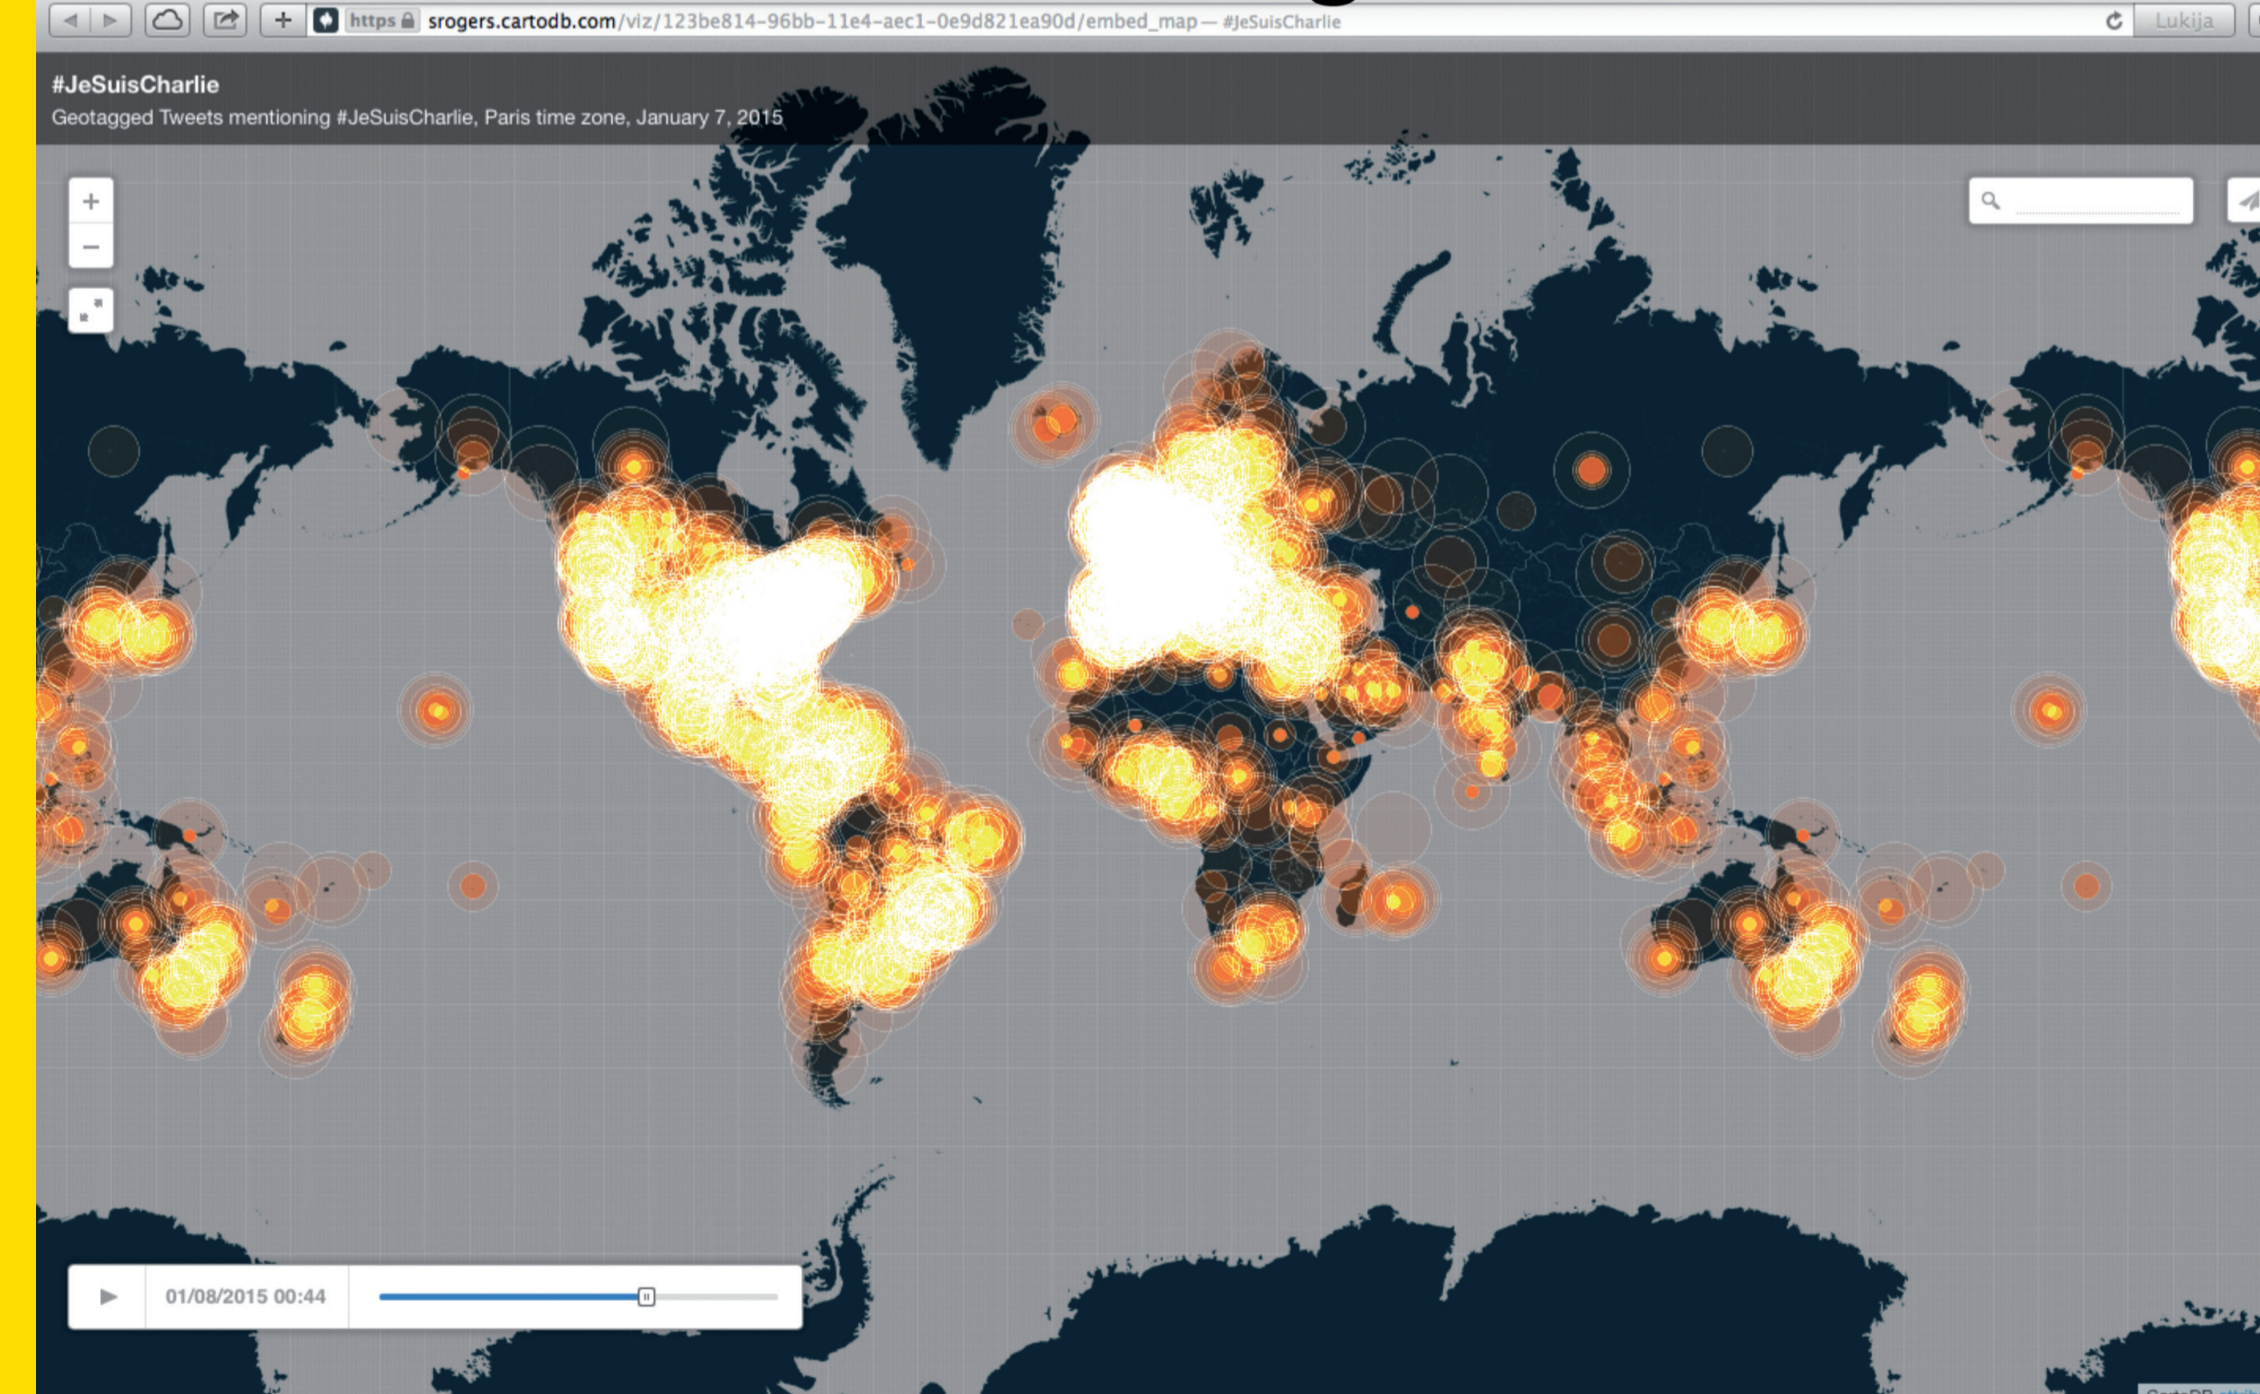 https srogers.cartodb.com/viz/123be814-96bb-11e4-aec1-0e9d821ea90d/embed_map — #JeSuisCharlie
Lukija
#JeSuisCharlie
Geotagged Tweets mentioning #JeSuisCharlie, Paris time zone, January 7, 2015
01/08/2015 00:44